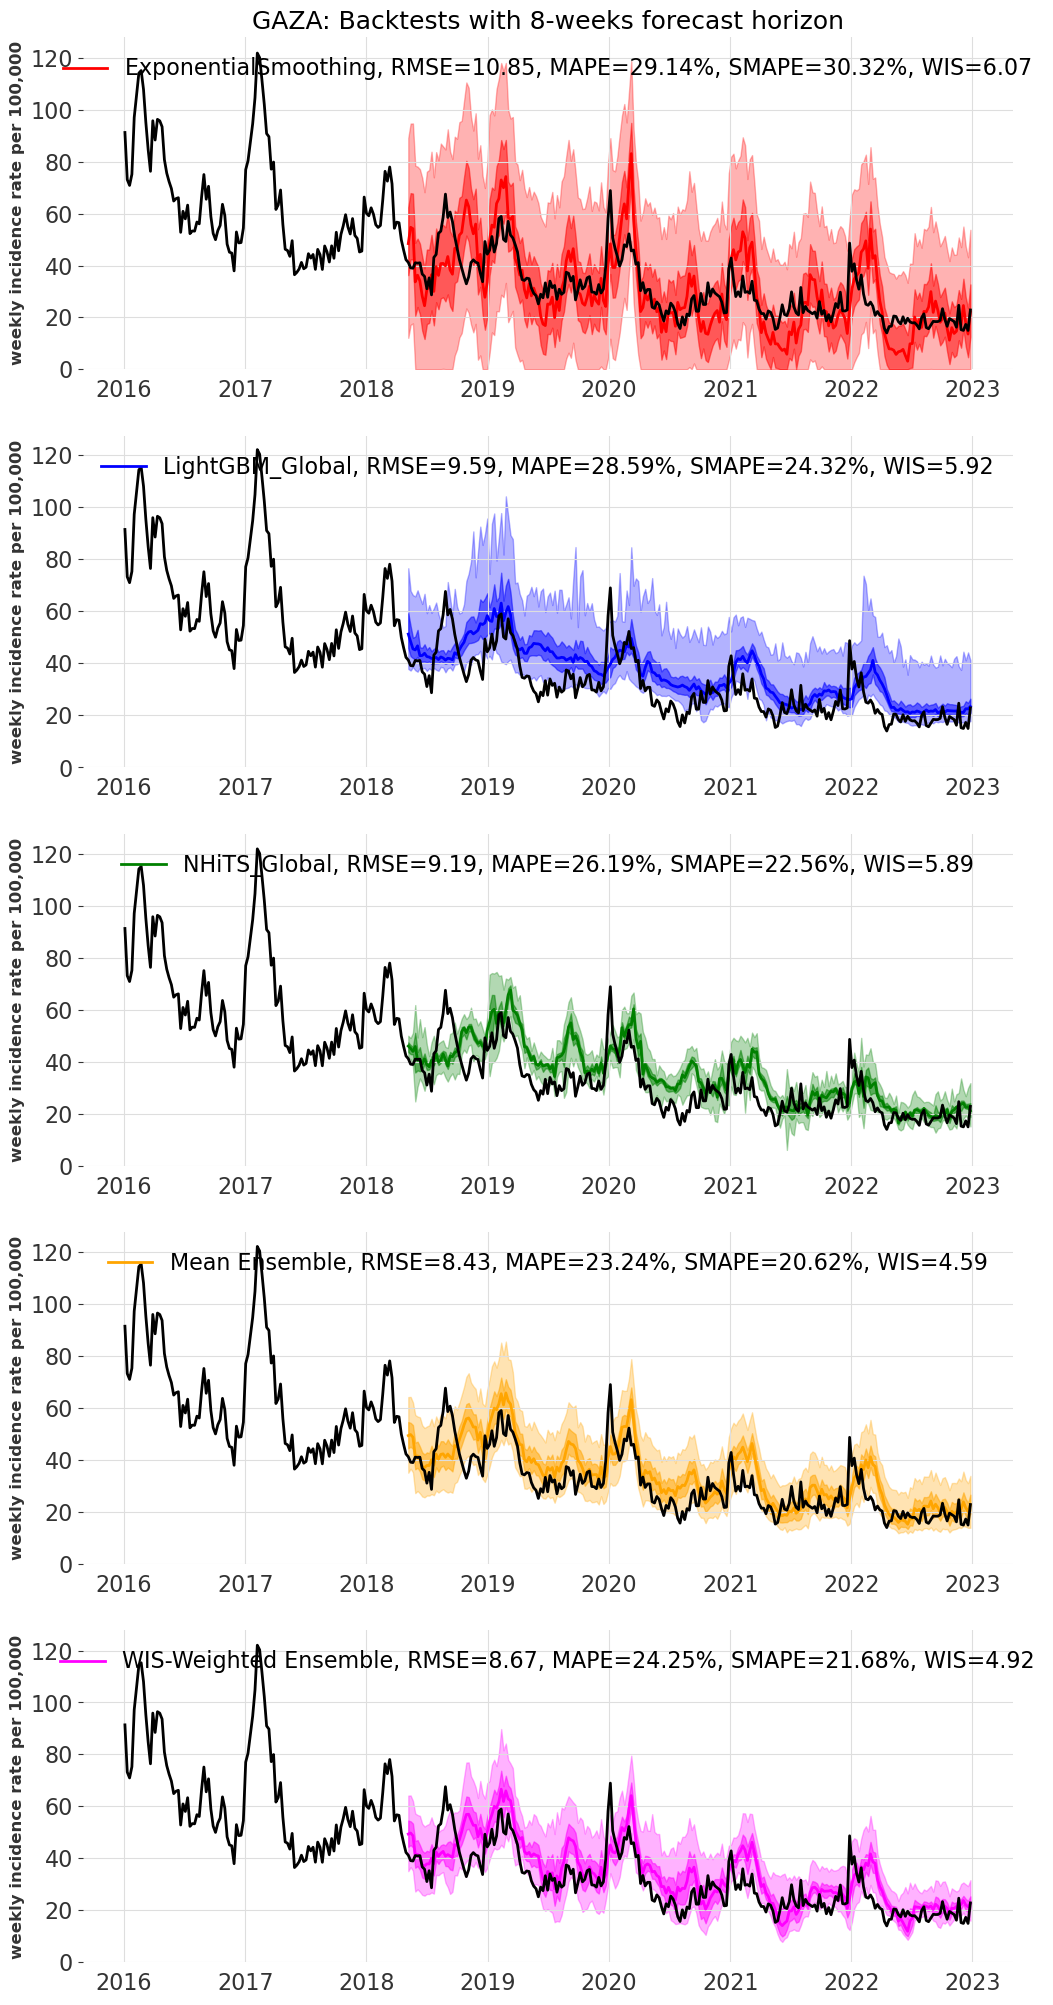 GAZA: Backtests with 8-weeks forecast horizon
ExponentialSmoothing, RMSE=10.85, MAPE=29.14%, SMAPE=30.32%, WIS=6.07
weekly incidence rate per 100,000
120
100
80
60
40
20
0
2016 2017 2018 2019 2020 2021 2022 2023
LightGBM_Global, RMSE=9.59, MAPE=28.59%, SMAPE=24.32%, WIS=5.92
weekly incidence rate per 100,000
120
100
80
60
40
20
0
2016 2017 2018 2019 2020 2021 2022 2023
NHiTS_Global, RMSE=9.19, MAPE=26.19%, SMAPE=22.56%, WIS=5.89
weekly incidence rate per 100,000
120
100
80
60
40
20
0
2016 2017 2018 2019 2020 2021 2022 2023
Mean Ensemble, RMSE=8.43, MAPE=23.24%, SMAPE=20.62%, WIS=4.59
weekly incidence rate per 100,000
120
100
80
60
40
20
0
2016 2017 2018 2019 2020 2021 2022 2023
WIS-Weighted Ensemble, RMSE=8.67, MAPE=24.25%, SMAPE=21.68%, WIS=4.92
weekly incidence rate per 100,000
120
100
80
60
40
20
0
2016 2017 2018 2019 2020 2021 2022 2023